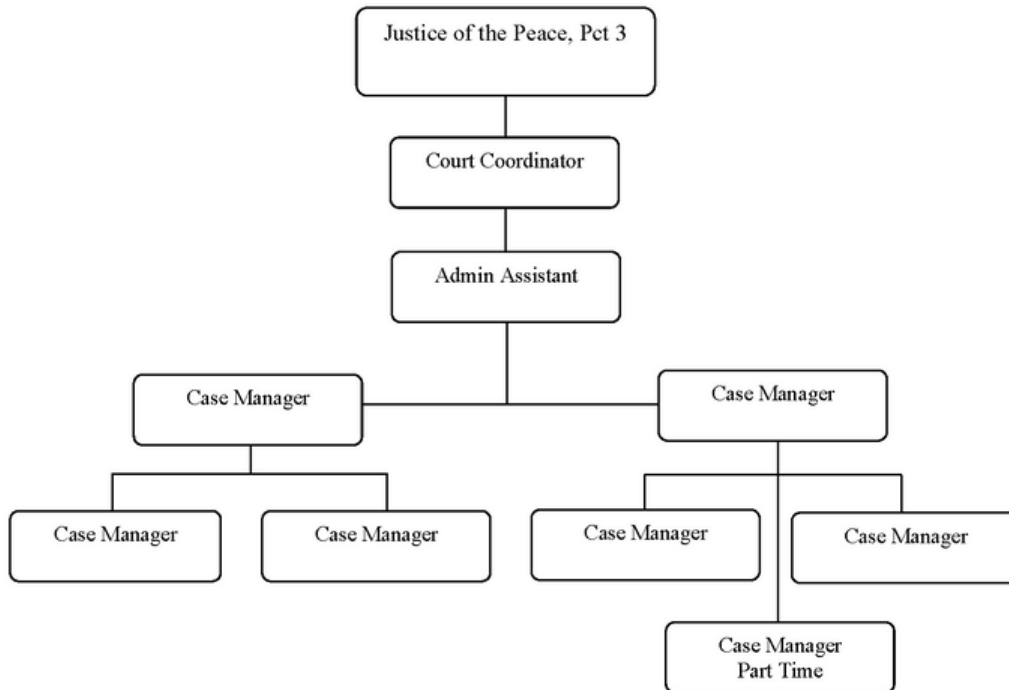 Justice of the Peace, Pct 3
Court Coordinator
Admin Assistant
Case Manager
Case Manager
Case Manager
Case Manager
Case Manager
Case Manager
Case Manager
Part Time